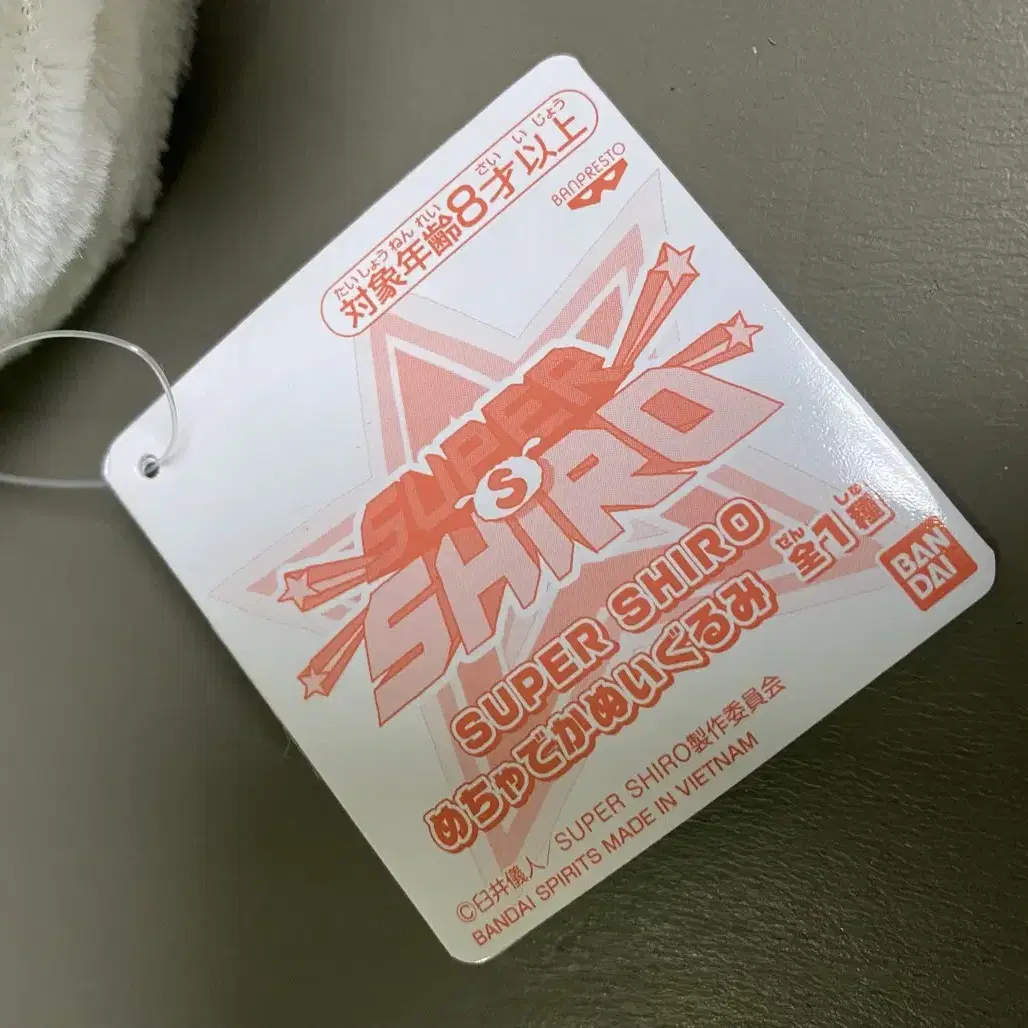 たいしょうねんれい さい いじょう
対象年齢8才以上
BANPRESTO
SUPER
S
SHIRO
SUPER SHIRO
めちゃでかぬいぐるみ
ぜん しゅ
全1種
BAN
DAI
©臼井儀人/SUPER SHIRO製作委員会
BANDAI SPIRITS MADE IN VIETNAM